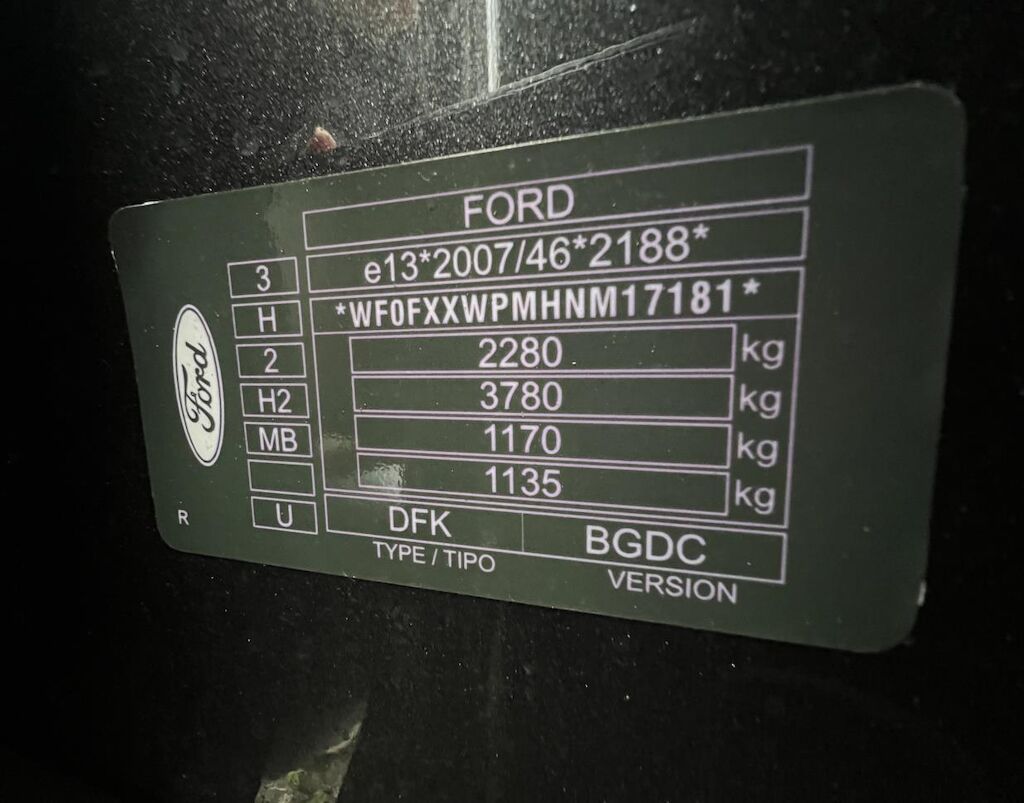 FORD
3 e13*2007/46*2188*
H *WF0FXXWPMHNM17181*
2 2280 kg
H2 3780 kg
MB 1170 kg
1135 kg
U DFK BGDC
TYPE / TIPO VERSION
Ford
R